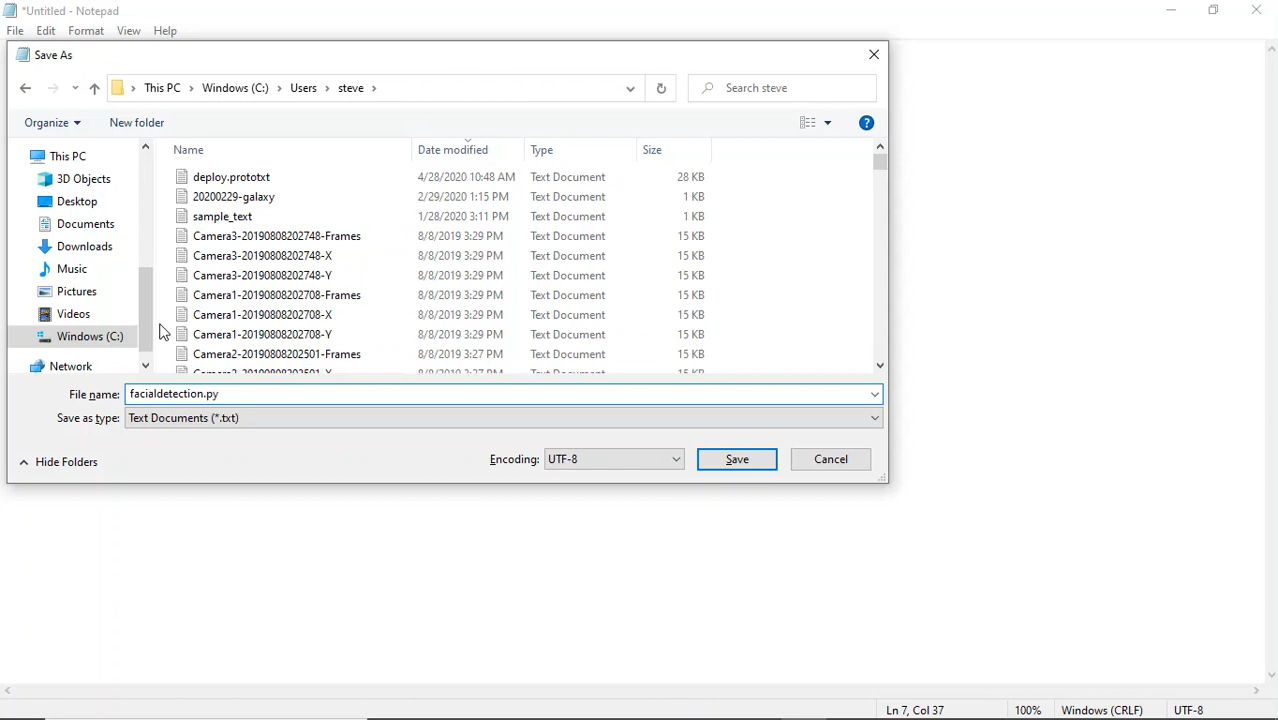 *Untitled - Notepad
File Edit Format View Help
Save As
This PC Windows (C:) Users steve Search steve
Organize New folder
Name Date modified Type Size
This PC
3D Objects
Desktop
Documents
Downloads
Music
Pictures
Videos
Windows (C:)
Network
deploy.prototxt 4/28/2020 10:48 AM Text Document 28 KB
20200229-galaxy 2/29/2020 1:15 PM Text Document 1 KB
sample_text 1/28/2020 3:11 PM Text Document 1 KB
Camera3-20190808202748-Frames 8/8/2019 3:29 PM Text Document 15 KB
Camera3-20190808202748-X 8/8/2019 3:29 PM Text Document 15 KB
Camera3-20190808202748-Y 8/8/2019 3:29 PM Text Document 15 KB
Camera1-20190808202708-Frames 8/8/2019 3:29 PM Text Document 15 KB
Camera1-20190808202708-X 8/8/2019 3:29 PM Text Document 15 KB
Camera1-20190808202708-Y 8/8/2019 3:29 PM Text Document 15 KB
Camera2-20190808202501-Frames 8/8/2019 3:27 PM Text Document 15 KB
Camera2-20190808202501-X 8/8/2019 3:27 PM Text Document 15 KB
File name: facialdetection.py
Save as type: Text Documents (*.txt)
Hide Folders Encoding: UTF-8 Save Cancel
Ln 7, Col 37 100% Windows (CRLF) UTF-8